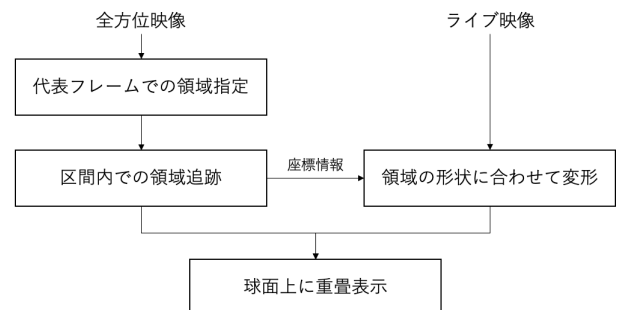 全方位映像
ライブ映像
代表フレームでの領域指定
区間内での領域追跡
座標情報
領域の形状に合わせて変形
球面上に重畳表示